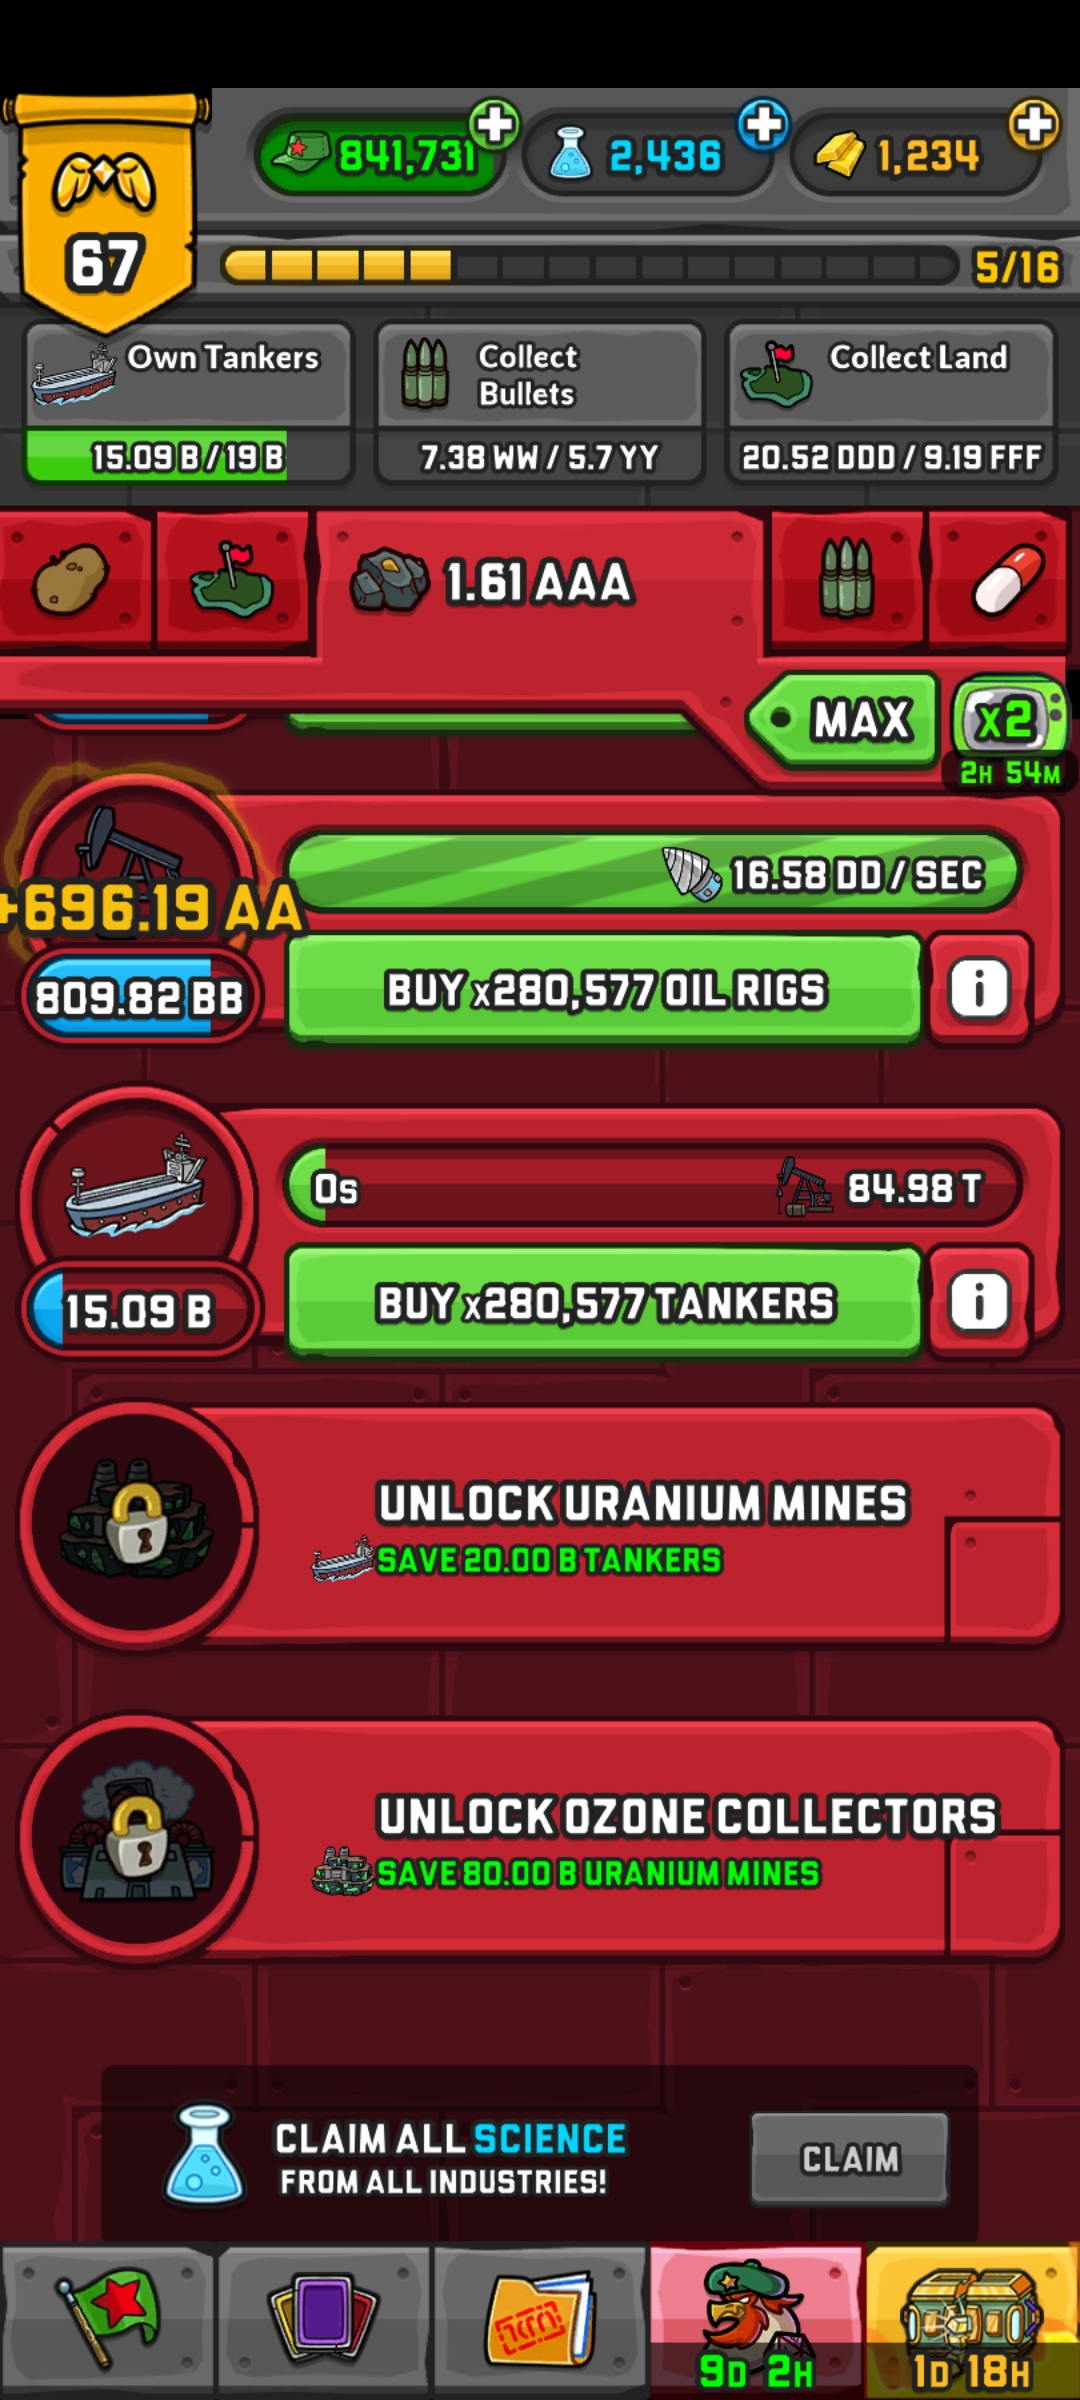 841,731
2,436
1,234
67
5/16
Own Tankers
15.09 B / 19 B
Collect
Bullets
7.38 WW / 5.7 YY
Collect Land
20.52 DDD / 9.19 FFF
1.61 AAA
MAX
x2
2H 54M
16.58 DD / SEC
+696.19 AA
809.82 BB
BUY x280,577 OIL RIGS
i
0s
84.98 T
15.09 B
BUY x280,577 TANKERS
i
UNLOCK URANIUM MINES
SAVE 20.00 B TANKERS
UNLOCK OZONE COLLECTORS
SAVE 80.00 B URANIUM MINES
CLAIM ALL SCIENCE
FROM ALL INDUSTRIES!
CLAIM
9D 2H
1D 18H